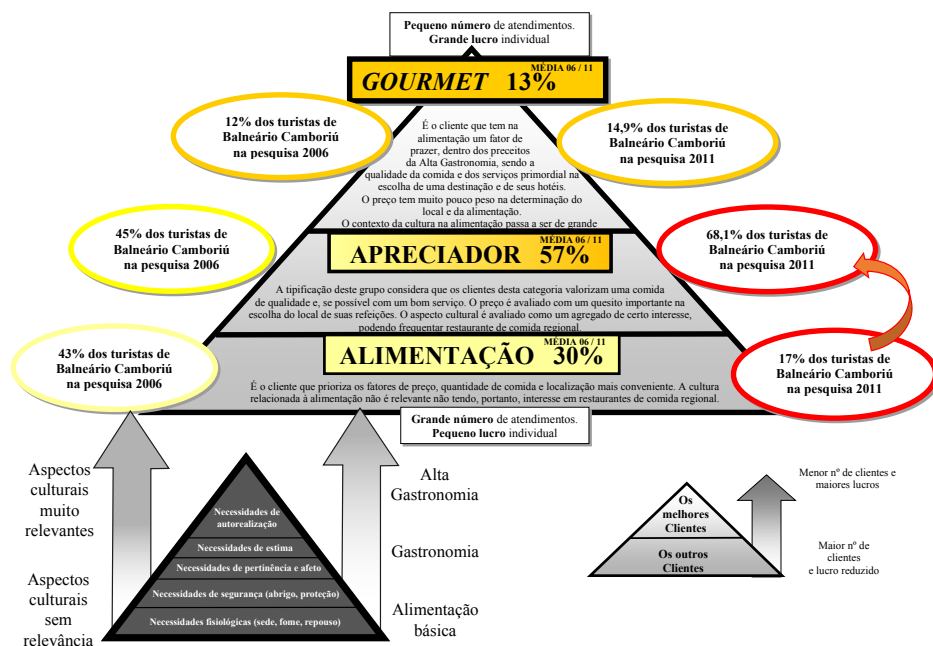 Pequeno número de atendimentos.
Grande lucro individual
MÉDIA 06 / 11
GOURMET 13%
12% dos turistas de
Balneário Camboriú
na pesquisa 2006
14,9% dos turistas de
Balneário Camboriú
na pesquisa 2011
É o cliente que tem na
alimentação um fator de
prazer, dentro dos preceitos
da Alta Gastronomia, sendo a
qualidade da comida e dos serviços primordial na
escolha de uma destinação e de seus hotéis.
O preço tem muito pouco peso na determinação do
local e da alimentação.
O contexto da cultura na alimentação passa a ser de grande
45% dos turistas de
Balneário Camboriú
na pesquisa 2006
68,1% dos turistas de
Balneário Camboriú
na pesquisa 2011
MÉDIA 06 / 11
APRECIADOR 57%
A tipificação deste grupo considera que os clientes desta categoria valorizam uma comida
de qualidade e, se possível com um bom serviço. O preço é avaliado com um quesito importante na
escolha do local de suas refeições. O aspecto cultural é avaliado como um agregado de certo interesse,
podendo frequentar restaurante de comida regional.
43% dos turistas de
Balneário Camboriú
na pesquisa 2006
17% dos turistas de
Balneário Camboriú
na pesquisa 2011
MÉDIA 06 / 11
ALIMENTAÇÃO 30%
É o cliente que prioriza os fatores de preço, quantidade de comida e localização mais conveniente. A cultura
relacionada à alimentação não é relevante não tendo, portanto, interesse em restaurantes de comida regional.
Grande número de atendimentos.
Pequeno lucro individual
Aspectos
culturais
muito
relevantes
Aspectos
culturais
sem
relevância
Necessidades de
autorealização
Necessidades de estima
Necessidades de pertinência e afeto
Necessidades de segurança (abrigo, proteção)
Necessidades fisiológicas (sede, fome, repouso)
Alta
Gastronomia
Gastronomia
Alimentação
básica
Os
melhores
Clientes
Os outros
Clientes
Menor nº de clientes e
maiores lucros
Maior nº de
clientes
e lucro reduzido